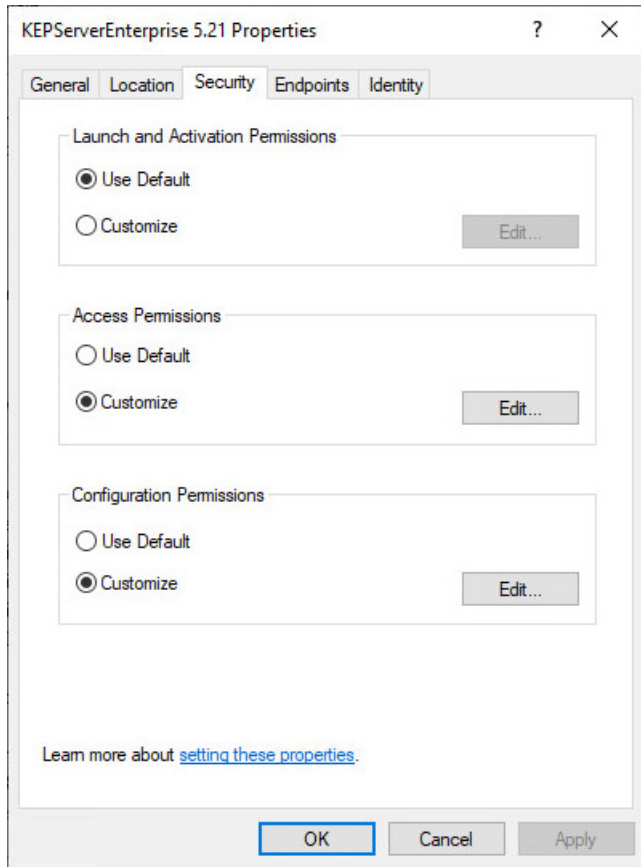 KEPServerEnterprise 5.21 Properties ?
General Location Security Endpoints Identity
Launch and Activation Permissions
Use Default
Customize
Edit...
Access Permissions
Use Default
Customize
Edit...
Configuration Permissions
Use Default
Customize
Edit...
Learn more about setting these properties.
OK Cancel Apply